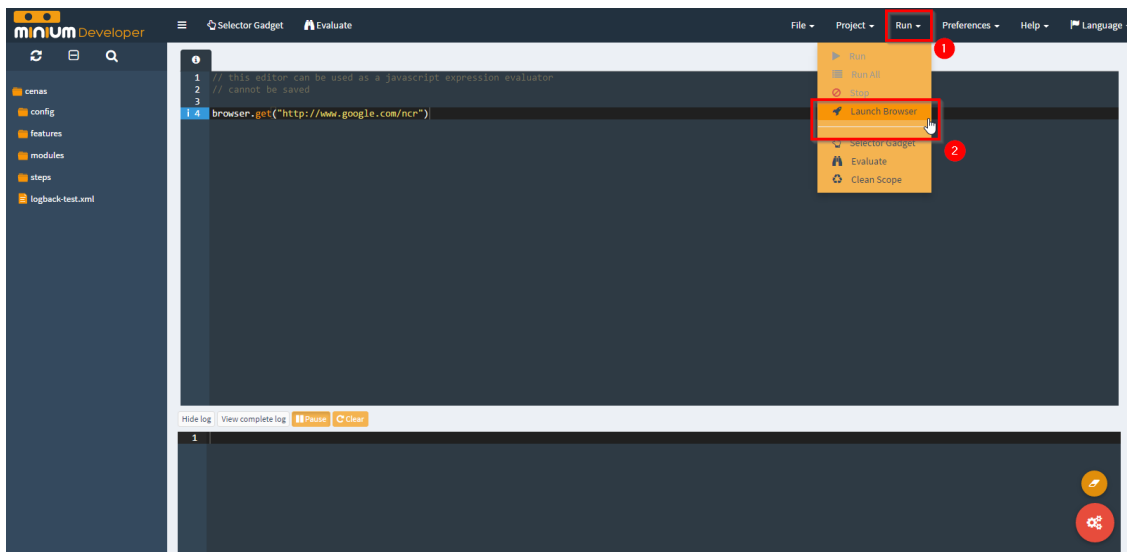 minium Developer
Selector Gadget Evaluate File Project Run Preferences Help Language
1
cenas
config
features
modules
steps
logback-test.xml
1 // this editor can be used as a javascript expression evaluator
2 // cannot be saved
3
i 4 browser.get("http://www.google.com/ncr")
Run
Run All
Stop
Launch Browser
Selector Gadget
Evaluate
Clean Scope
2
Hide log View complete log Pause Clear
1